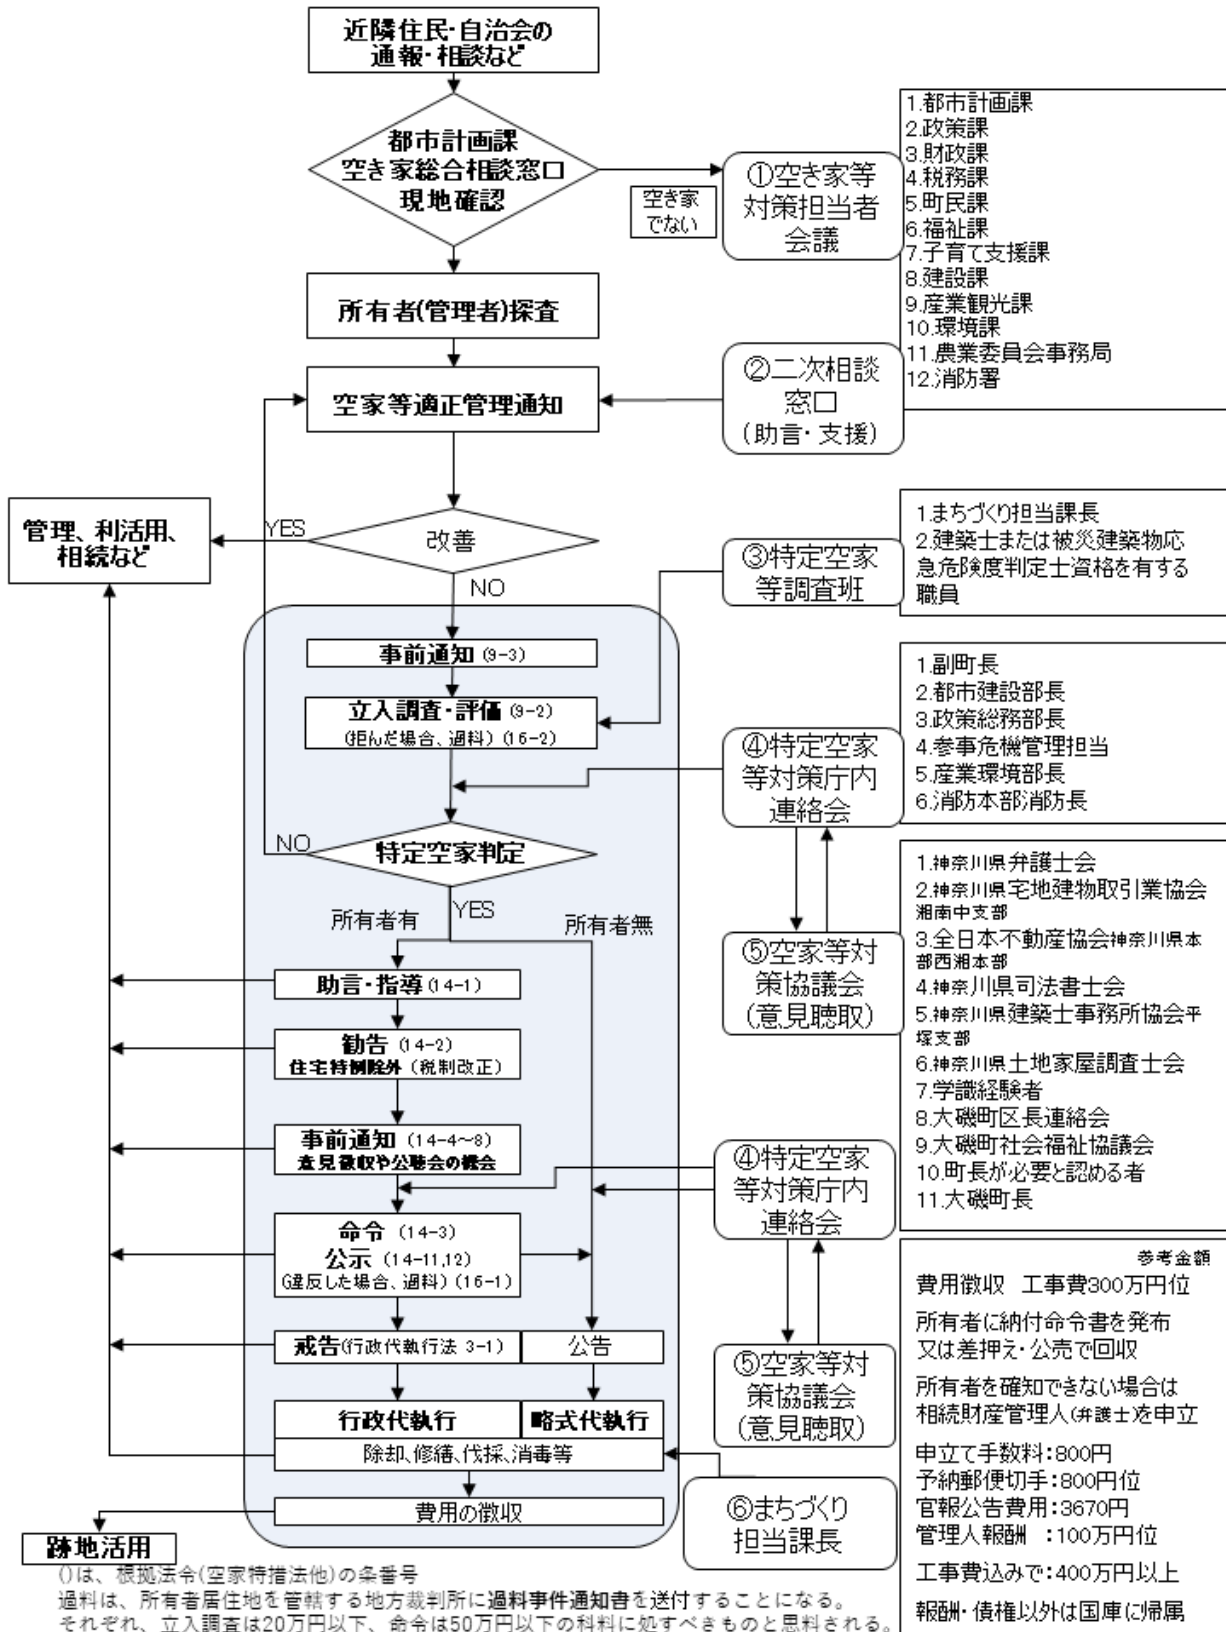 近隣住民・自治会の
通報・相談など
都市計画課
空き家総合相談窓口
現地確認
空き家
でない
①空き家等
対策担当者
会議
1.都市計画課
2.政策課
3.財政課
4.税務課
5.町民課
6.福祉課
7.子育て支援課
8.建設課
9.産業観光課
10.環境課
11.農業委員会事務局
12.消防署
所有者(管理者)探査
空家等適正管理通知
②二次相談
窓口
(助言・支援)
管理、利活用、
相続など
YES
改善
NO
③特定空家
等調査班
1.まちづくり担当課長
2.建築士または被災建築物応
急危険度判定士資格を有する
職員
事前通知 (9-3)
立入調査・評価 (9-2)
(拒んだ場合、過料) (16-2)
④特定空家
等対策庁内
連絡会
1.副町長
2.都市建設部長
3.政策総務部長
4.参事危機管理担当
5.産業環境部長
6.消防本部消防長
NO
特定空家判定
YES
所有者有
所有者無
⑤空家等対
策協議会
(意見聴取)
1.神奈川県弁護士会
2.神奈川県宅地建物取引業協会
湘南中支部
3.全日本不動産協会神奈川県本
部西湘本部
4.神奈川県司法書士会
5.神奈川県建築士事務所協会平
塚支部
6.神奈川県土地家屋調査士会
7.学識経験者
8.大磯町区長連絡会
9.大磯町社会福祉協議会
10.町長が必要と認める者
11.大磯町長
助言・指導 (14-1)
勧告 (14-2)
住宅特例除外 (税制改正)
事前通知 (14-4~8)
意見徴収や公聴会の機会
④特定空家
等対策庁内
連絡会
命令 (14-3)
公示 (14-11,12)
(違反した場合、過料) (16-1)
戒告(行政代執行法 3-1)
公告
⑤空家等対
策協議会
(意見聴取)
行政代執行
略式代執行
除却、修繕、伐採、消毒等
費用の徴収
⑥まちづくり
担当課長
跡地活用
参考金額
費用徴収 工事費300万円位
所有者に納付命令書を発布
又は差押え・公売で回収
所有者を確知できない場合は
相続財産管理人(弁護士)を申立
申立て手数料:800円
予納郵便切手:800円位
官報公告費用:3670円
管理人報酬 :100万円位
工事費込みで:400万円以上
報酬・債権以外は国庫に帰属
()は、根拠法令(空家特措法他)の条番号
過料は、所有者居住地を管轄する地方裁判所に過料事件通知書を送付することになる。
それぞれ、立入調査は20万円以下、命令は50万円以下の科料に処すべきものと思料される。